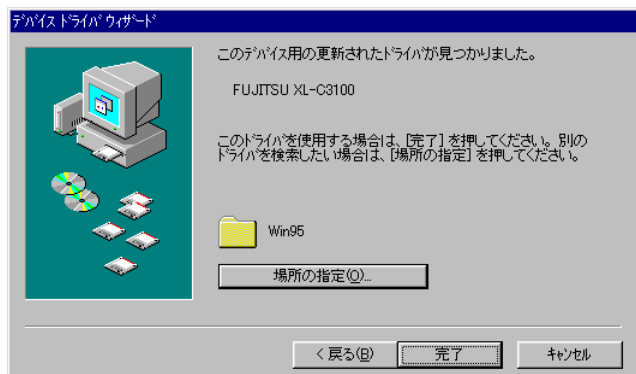 ﾃﾞﾊﾞｲｽ ﾄﾞﾗｲﾊﾞ ｳｨｻﾞｰﾄﾞ
このﾃﾞﾊﾞｲｽ用の更新されたﾄﾞﾗｲﾊﾞが見つかりました。
FUJITSU XL-C3100
このﾄﾞﾗｲﾊﾞを使用する場合は、[完了] を押してください。別の
ﾄﾞﾗｲﾊﾞを検索したい場合は、[場所の指定] を押してください。
Win95
場所の指定(O)...
< 戻る(B)
完了
ｷｬﾝｾﾙ